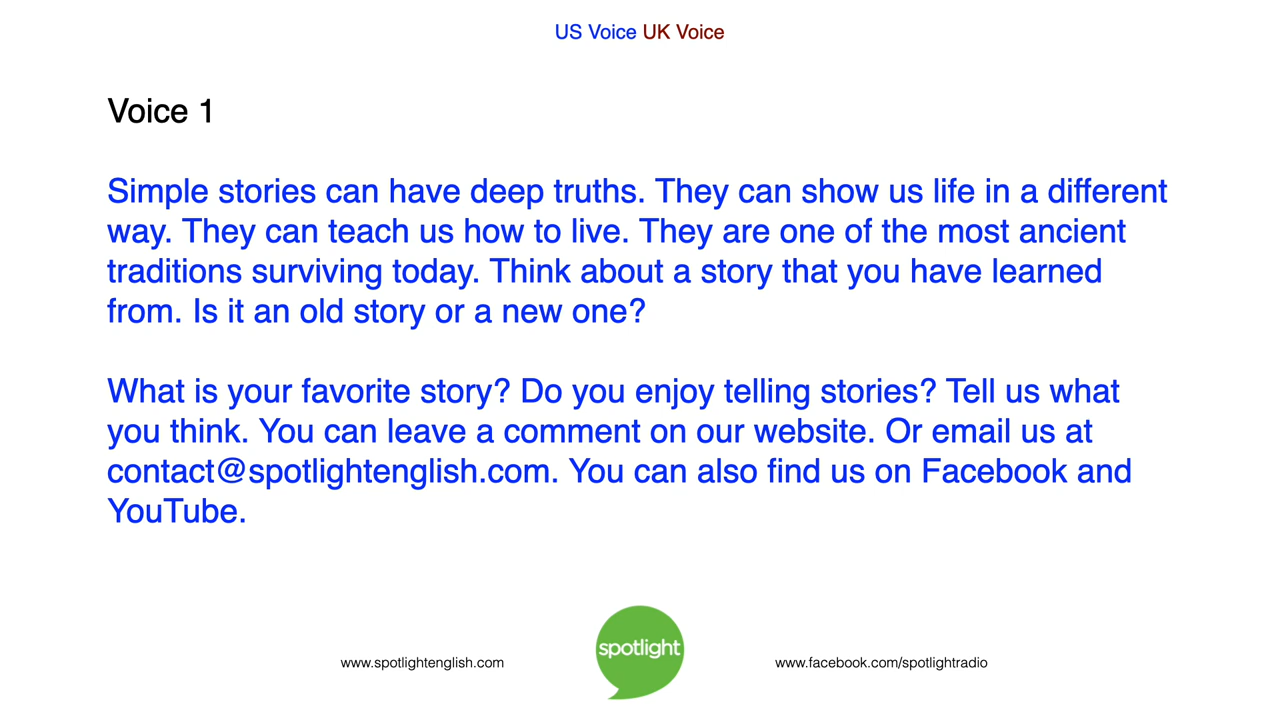 US Voice UK Voice
Voice 1
Simple stories can have deep truths. They can show us life in a different
way. They can teach us how to live. They are one of the most ancient
traditions surviving today. Think about a story that you have learned
from. Is it an old story or a new one?
What is your favorite story? Do you enjoy telling stories? Tell us what
you think. You can leave a comment on our website. Or email us at
contact@spotlightenglish.com. You can also find us on Facebook and
YouTube.
spotlight
www.spotlightenglish.com
www.facebook.com/spotlightradio